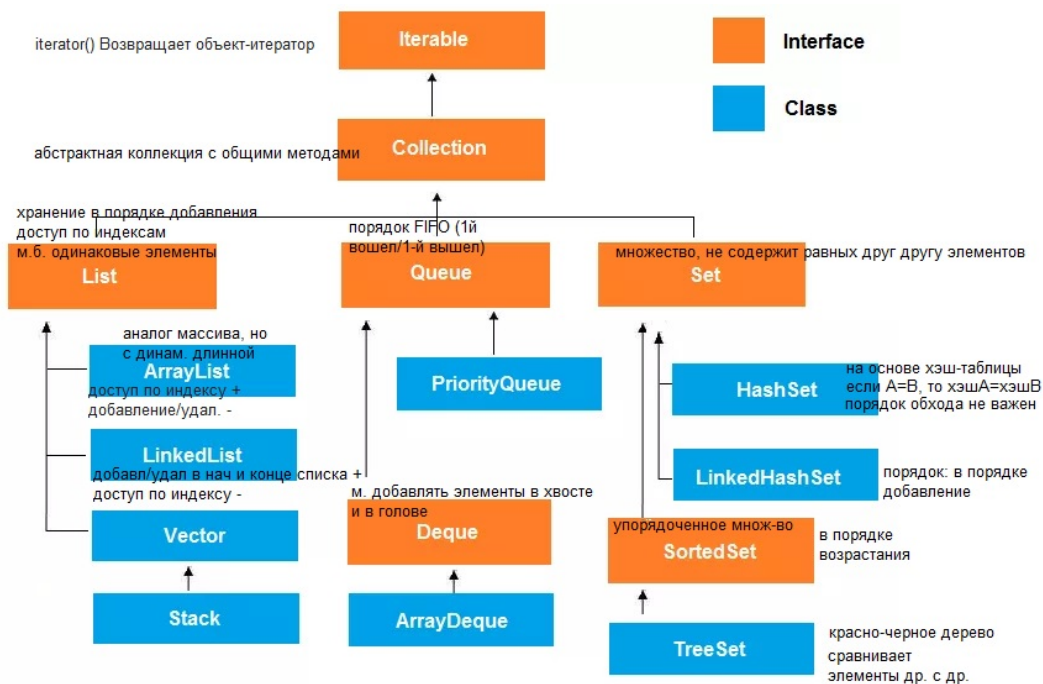 iterator() Возвращает объект-итератор
Iterable
Interface
Class
абстрактная коллекция с общими методами
Collection
хранение в порядке добавления
доступ по индексам
м.б. одинаковые элементы
List
порядок FIFO (1й
вошел/1-й вышел)
Queue
множество, не содержит равных друг другу элементов
Set
аналог массива, но
с динам. длинной
ArrayList
доступ по индексу +
добавление/удал. -
PriorityQueue
HashSet
на основе хэш-таблицы
если А=В, то хэшА=хэшВ
порядок обхода не важен
LinkedList
добавл/удал в нач и конце списка +
доступ по индексу -
LinkedHashSet
порядок: в порядке
добавление
м. добавлять элементы в хвосте
и в голове
Deque
Vector
упорядоченное множ-во
SortedSet
в порядке
возрастания
Stack
ArrayDeque
TreeSet
красно-черное дерево
сравнивает
элементы др. с др.